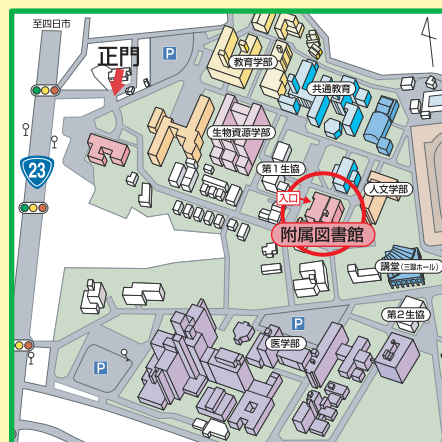 至四日市
正門
P
教育学部
共通教育
生物資源学部
23
第1生協
入口
人文学部
附属図書館
講堂(三翠ホール)
第2生協
P
医学部
P